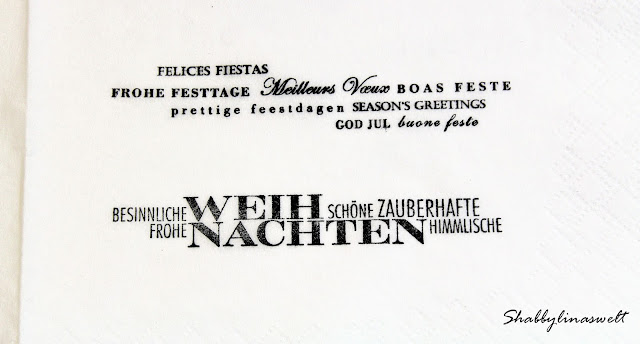 FELICES FIESTAS
FROHE FESTTAGE Meilleurs Vœux BOAS FESTE
prettige feestdagen SEASON'S GREETINGS
GOD JUL buone feste
BESINNLICHE WEIH SCHÖNE ZAUBERHAFTE
FROHE NACHTEN HIMMLISCHE
Shabbylinaswelt